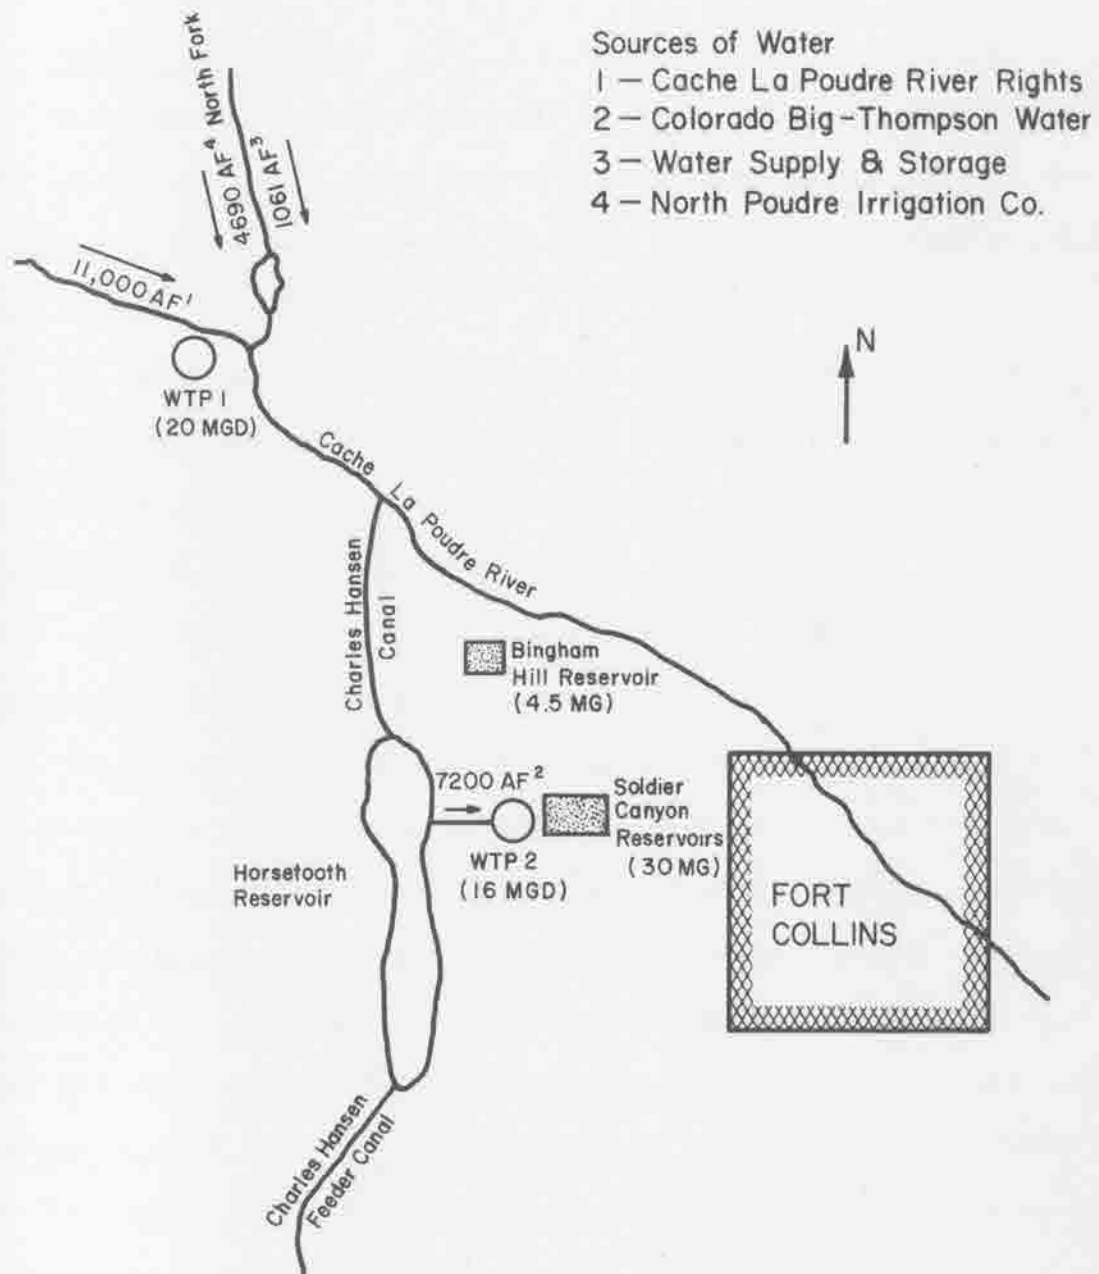 Sources of Water
1 – Cache La Poudre River Rights
2 – Colorado Big-Thompson Water
3 – Water Supply & Storage
4 – North Poudre Irrigation Co.
North Fork
4690 AF⁴
1061 AF³
11,000 AF¹
N
WTP 1
(20 MGD)
Cache La Poudre River
Charles Hansen
Canal
Bingham
Hill Reservoir
(4.5 MG)
7200 AF²
Soldier
Canyon
Reservoirs
(30 MG)
WTP 2
(16 MGD)
Horsetooth
Reservoir
FORT
COLLINS
Charles Hansen
Feeder Canal